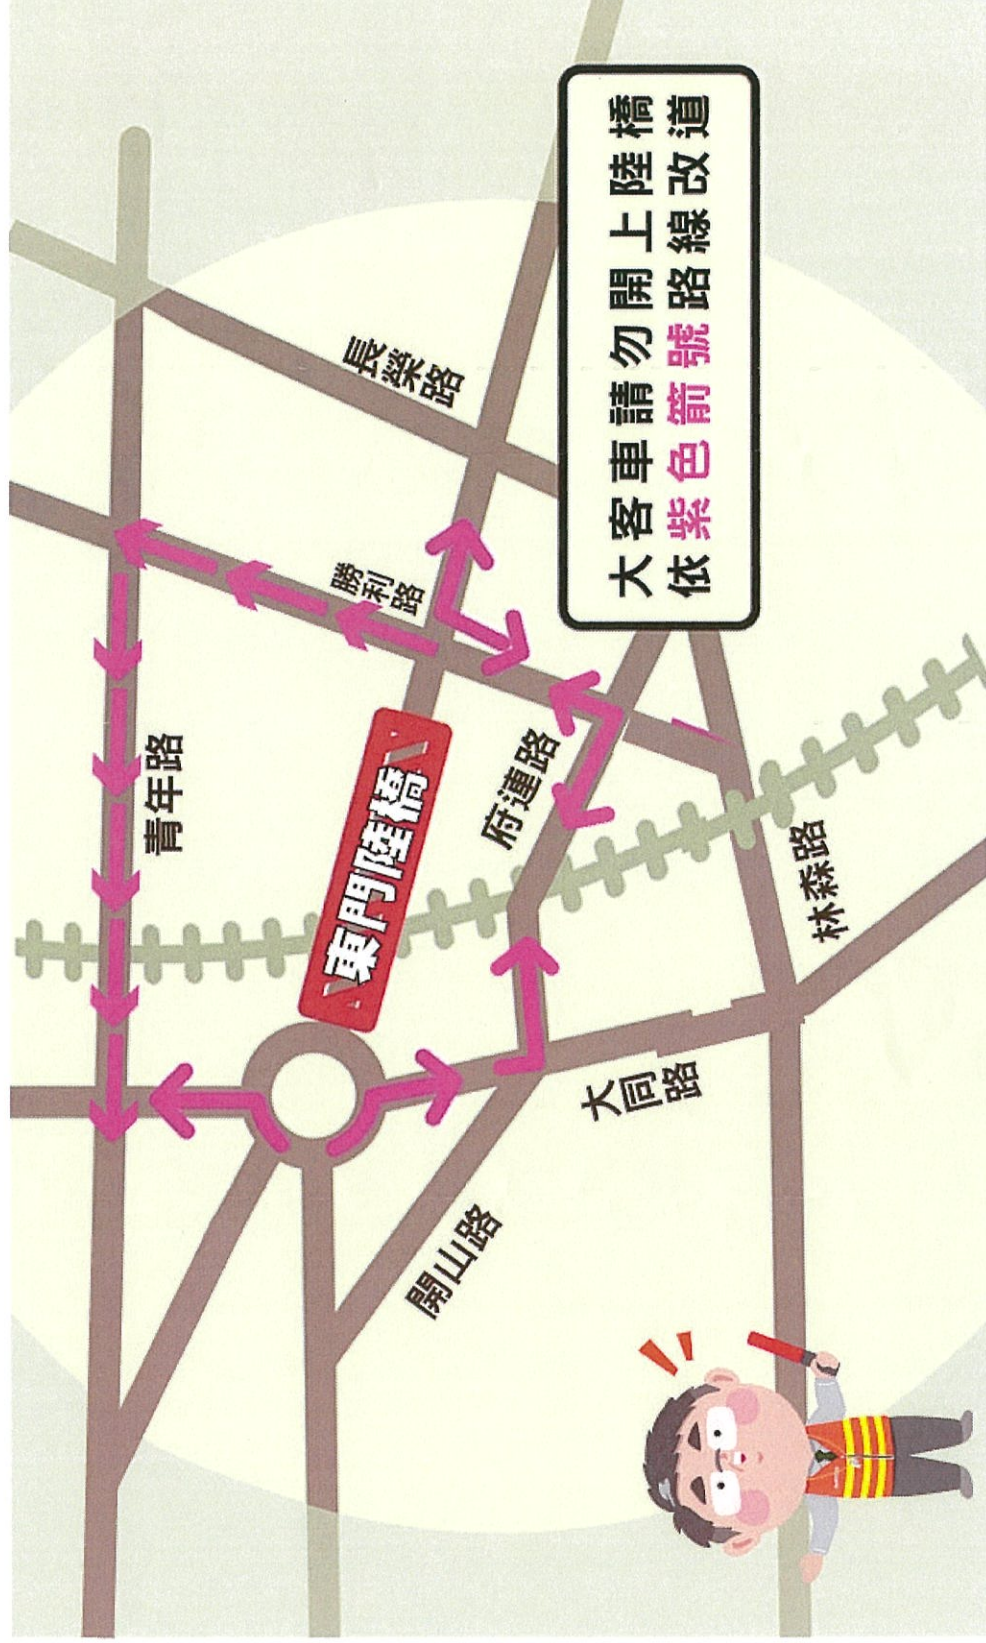 大客車請勿開上陸橋
依紫色箭號路線改道
長榮路
勝利路
青年路
東門陸橋
府連路
林森路
大同路
開山路